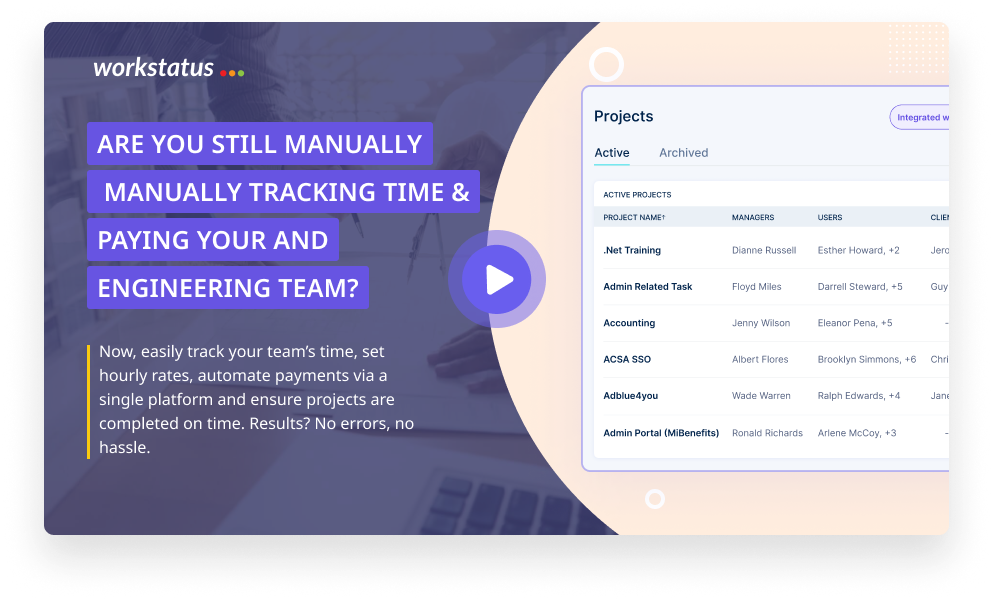 workstatus
ARE YOU STILL MANUALLY
MANUALLY TRACKING TIME &
PAYING YOUR AND
ENGINEERING TEAM?
Now, easily track your team's time, set
hourly rates, automate payments via a
single platform and ensure projects are
completed on time. Results? No errors, no
hassle.
Projects
Integrated w
Active Archived
ACTIVE PROJECTS
PROJECT NAME↑ MANAGERS USERS CLIEN
.Net Training Dianne Russell Esther Howard, +2 Jero
Admin Related Task Floyd Miles Darrell Steward, +5 Guy
Accounting Jenny Wilson Eleanor Pena, +5 -
ACSA SSO Albert Flores Brooklyn Simmons, +6 Chri
Adblue4you Wade Warren Ralph Edwards, +4 Jane
Admin Portal (MiBenefits) Ronald Richards Arlene McCoy, +3 -